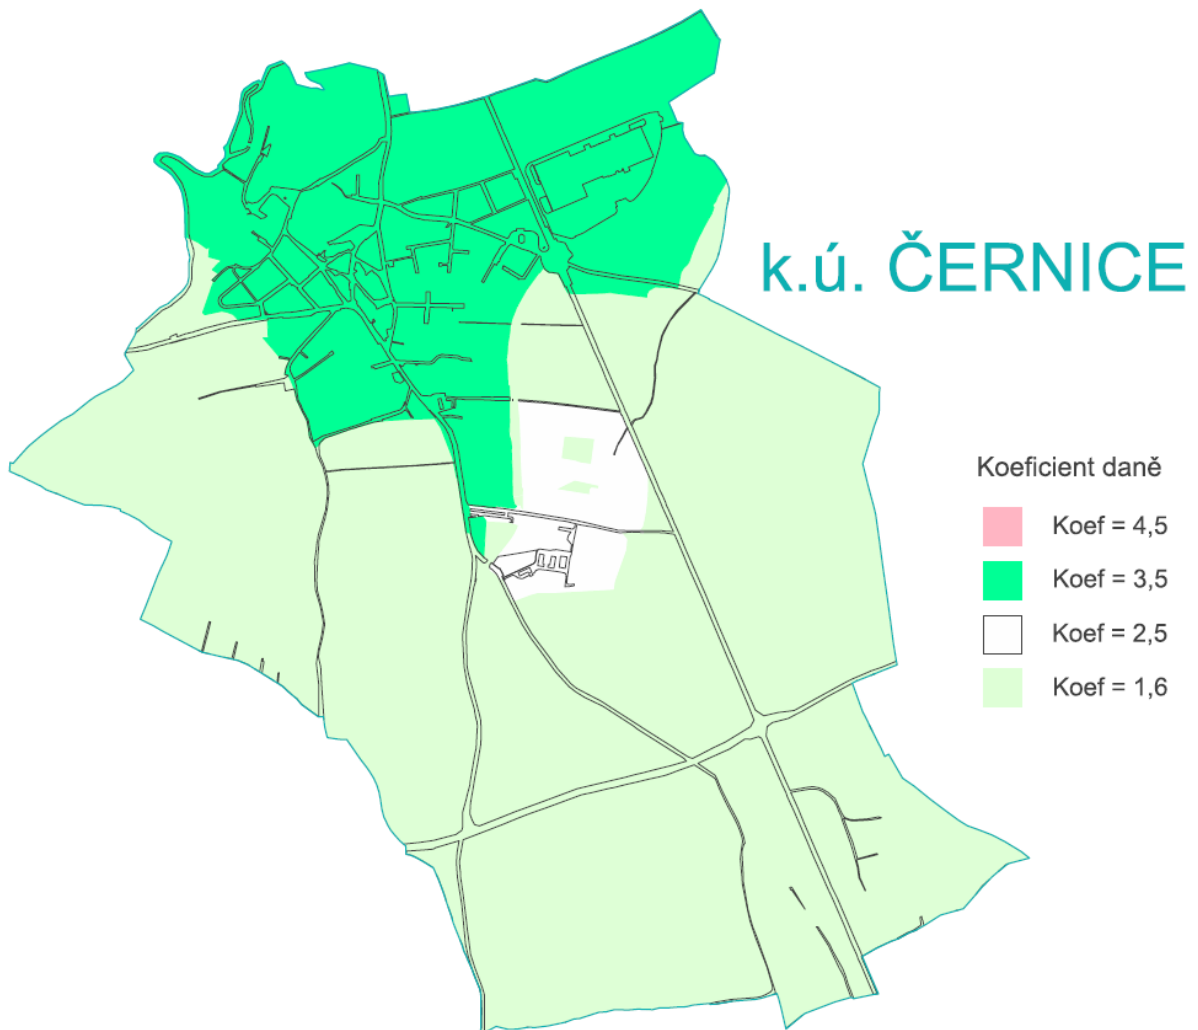 k.ú. ČERNICE
Koeficient daně
Koef = 4,5
Koef = 3,5
Koef = 2,5
Koef = 1,6